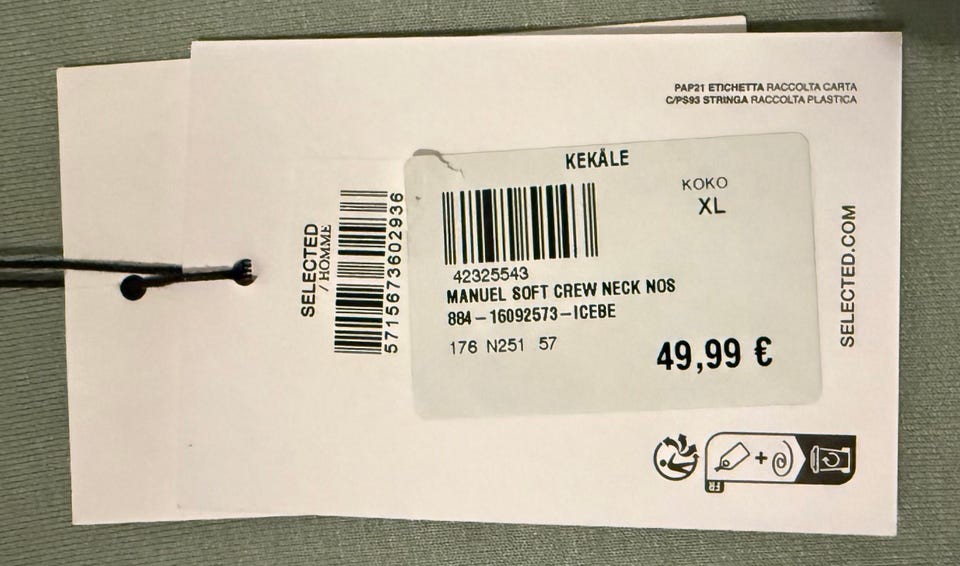 PAP21 ETICHETTA RACCOLTA CARTA
C/PS93 STRINGA RACCOLTA PLASTICA
SELECTED
/ HOMME
5715673602936
KEKÄLE
KOKO
XL
42325543
MANUEL SOFT CREW NECK NOS
884-16092573-ICEBE
176 N251 57
49,99 €
SELECTED.COM
FR